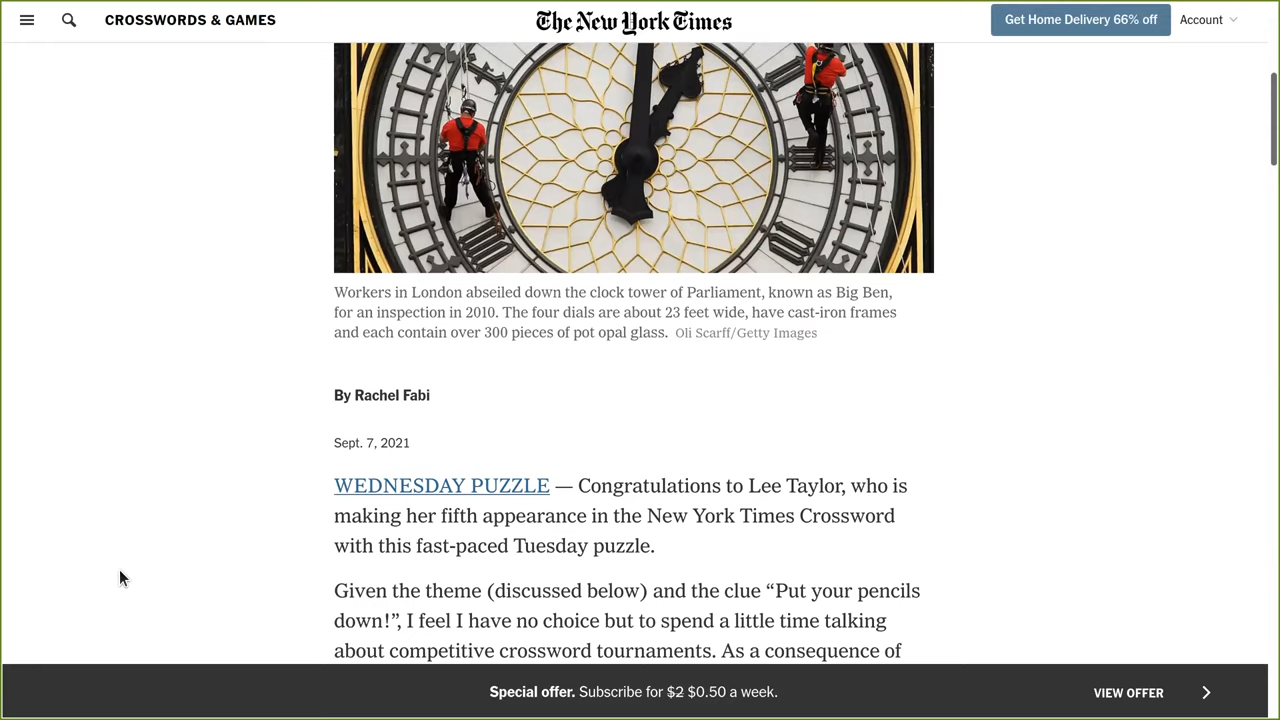 CROSSWORDS & GAMES
The New York Times
Get Home Delivery 66% off
Account
Workers in London abseiled down the clock tower of Parliament, known as Big Ben,
for an inspection in 2010. The four dials are about 23 feet wide, have cast-iron frames
and each contain over 300 pieces of pot opal glass. Oli Scarff/Getty Images
By Rachel Fabi
Sept. 7, 2021
WEDNESDAY PUZZLE — Congratulations to Lee Taylor, who is
making her fifth appearance in the New York Times Crossword
with this fast-paced Tuesday puzzle.
Given the theme (discussed below) and the clue “Put your pencils
down!”, I feel I have no choice but to spend a little time talking
about competitive crossword tournaments. As a consequence of
Special offer. Subscribe for $2 $0.50 a week.
VIEW OFFER